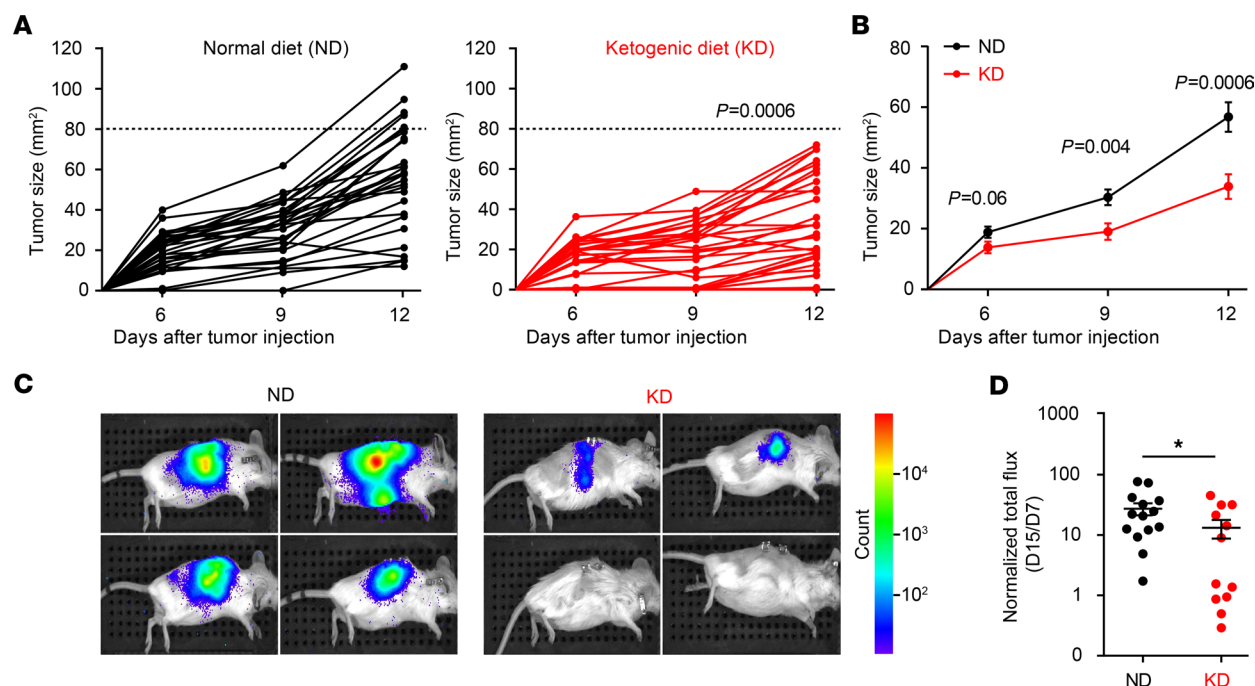 A
Normal diet (ND)
Tumor size (mm²)
120
100
80
60
40
20
0
6
9
12
Days after tumor injection
Ketogenic diet (KD)
P=0.0006
Tumor size (mm²)
120
100
80
60
40
20
0
6
9
12
Days after tumor injection
B
ND
KD
P=0.06
P=0.004
P=0.0006
Tumor size (mm²)
80
60
40
20
0
6
9
12
Days after tumor injection
C
ND
KD
Count
10⁴
10³
10²
D
Normalized total flux
(D15/D7)
1000
100
10
1
0
*
ND
KD